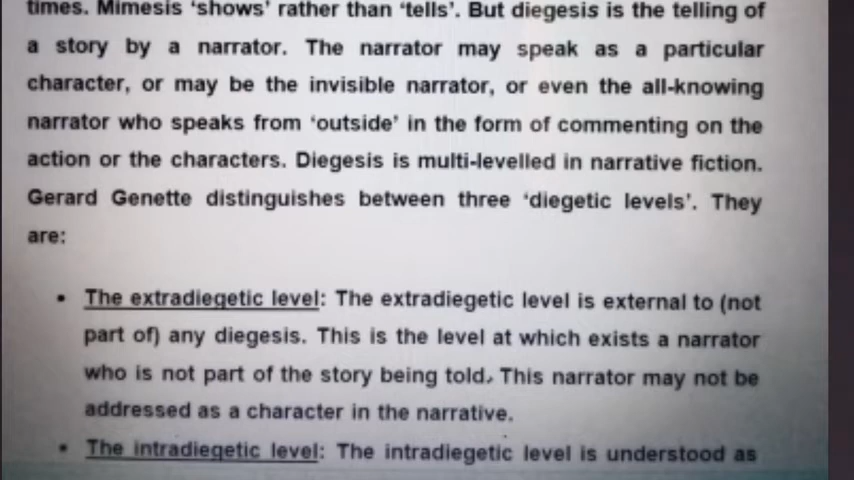 times. Mimesis ‘shows’ rather than ‘tells’. But diegesis is the telling of
a story by a narrator. The narrator may speak as a particular
character, or may be the invisible narrator, or even the all-knowing
narrator who speaks from ‘outside’ in the form of commenting on the
action or the characters. Diegesis is multi-levelled in narrative fiction.
Gerard Genette distinguishes between three ‘diegetic levels’. They
are:
• The extradiegetic level: The extradiegetic level is external to (not
part of) any diegesis. This is the level at which exists a narrator
who is not part of the story being told. This narrator may not be
addressed as a character in the narrative.
• The intradiegetic level: The intradiegetic level is understood as